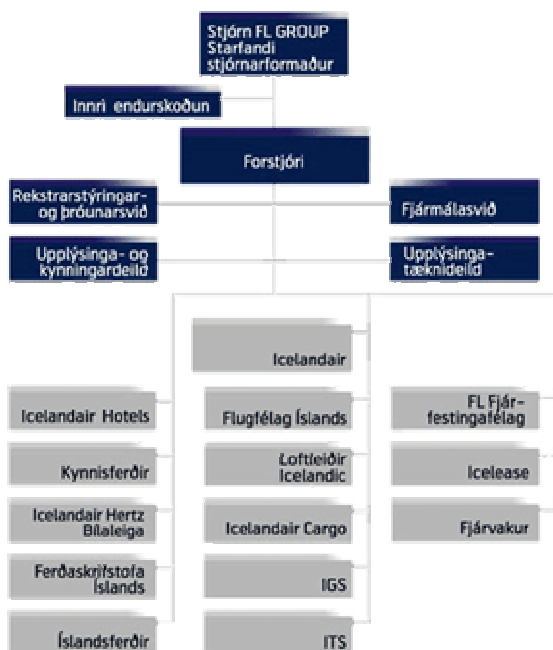 Stjórn FL GROUP
Starfandi
stjórnarformaður
Innri endurskoðun
Forstjóri
Rekstrarstýringar-
og þróunarsvið
Fjármálasvið
Upplýsinga- og
kynningardeild
Upplýsinga-
tæknideild
Icelandair
Icelandair Hotels
Flugfélag Íslands
FL Fjár-
festingafélag
Kynnisferðir
Loftleiðir
Icelandic
Icelease
Icelandair Hertz
Bílaleiga
Icelandair Cargo
Fjárvakur
Ferðaskrifstofa
Íslands
IGS
Íslandsferðir
ITS